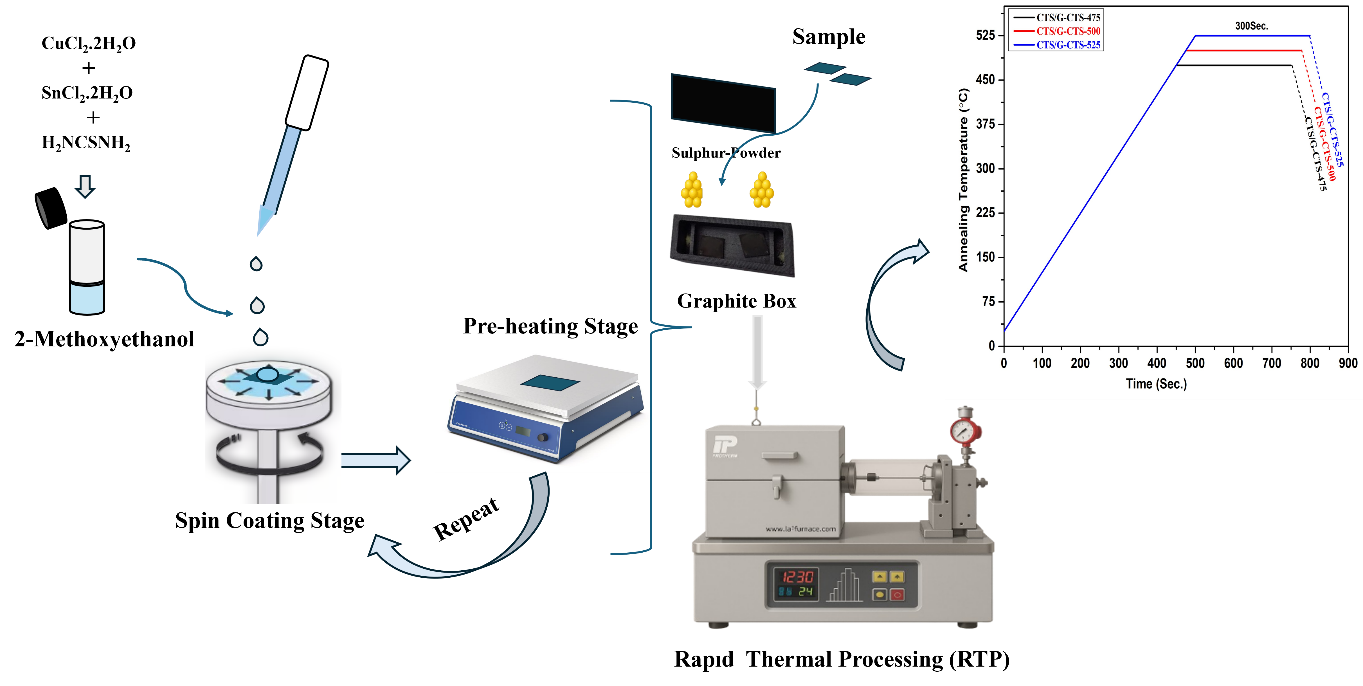 CuCl₂.2H₂O
+
SnCl₂.2H₂O
+
H₂NCSNH₂
2-Methoxyethanol
Spin Coating Stage
Pre-heating Stage
Repeat
Sample
Sulphur-Powder
Graphite Box
TP
www.la
furnace.com
1230
24
Rapıd Thermal Processing (RTP)
CTS/G-CTS-475
CTS/G-CTS-500
CTS/G-CTS-525
300Sec.
Annealing Temperature (°C)
525
450
375
300
225
150
75
0
0 100 200 300 400 500 600 700 800 900
Time (Sec.)
CTS/G-CTS-525
CTS/G-CTS-500
CTS/G-CTS-475